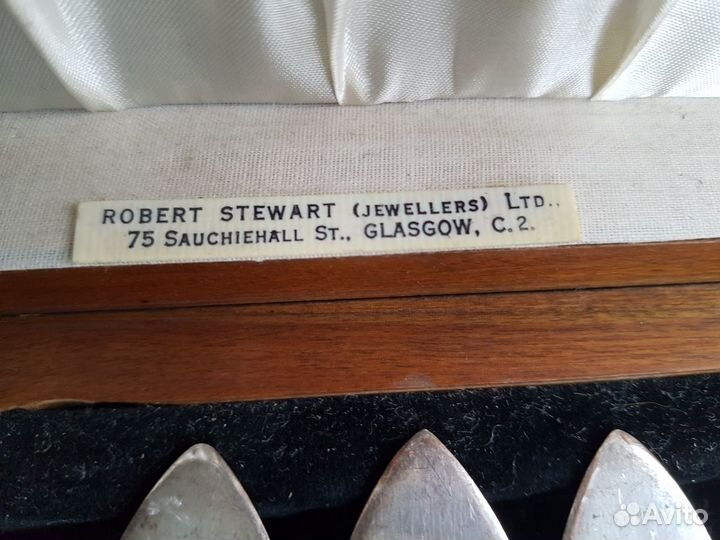 ROBERT STEWART (JEWELLERS) LTD.,
75 SAUCHIEHALL ST., GLASGOW, C.2.
Avito